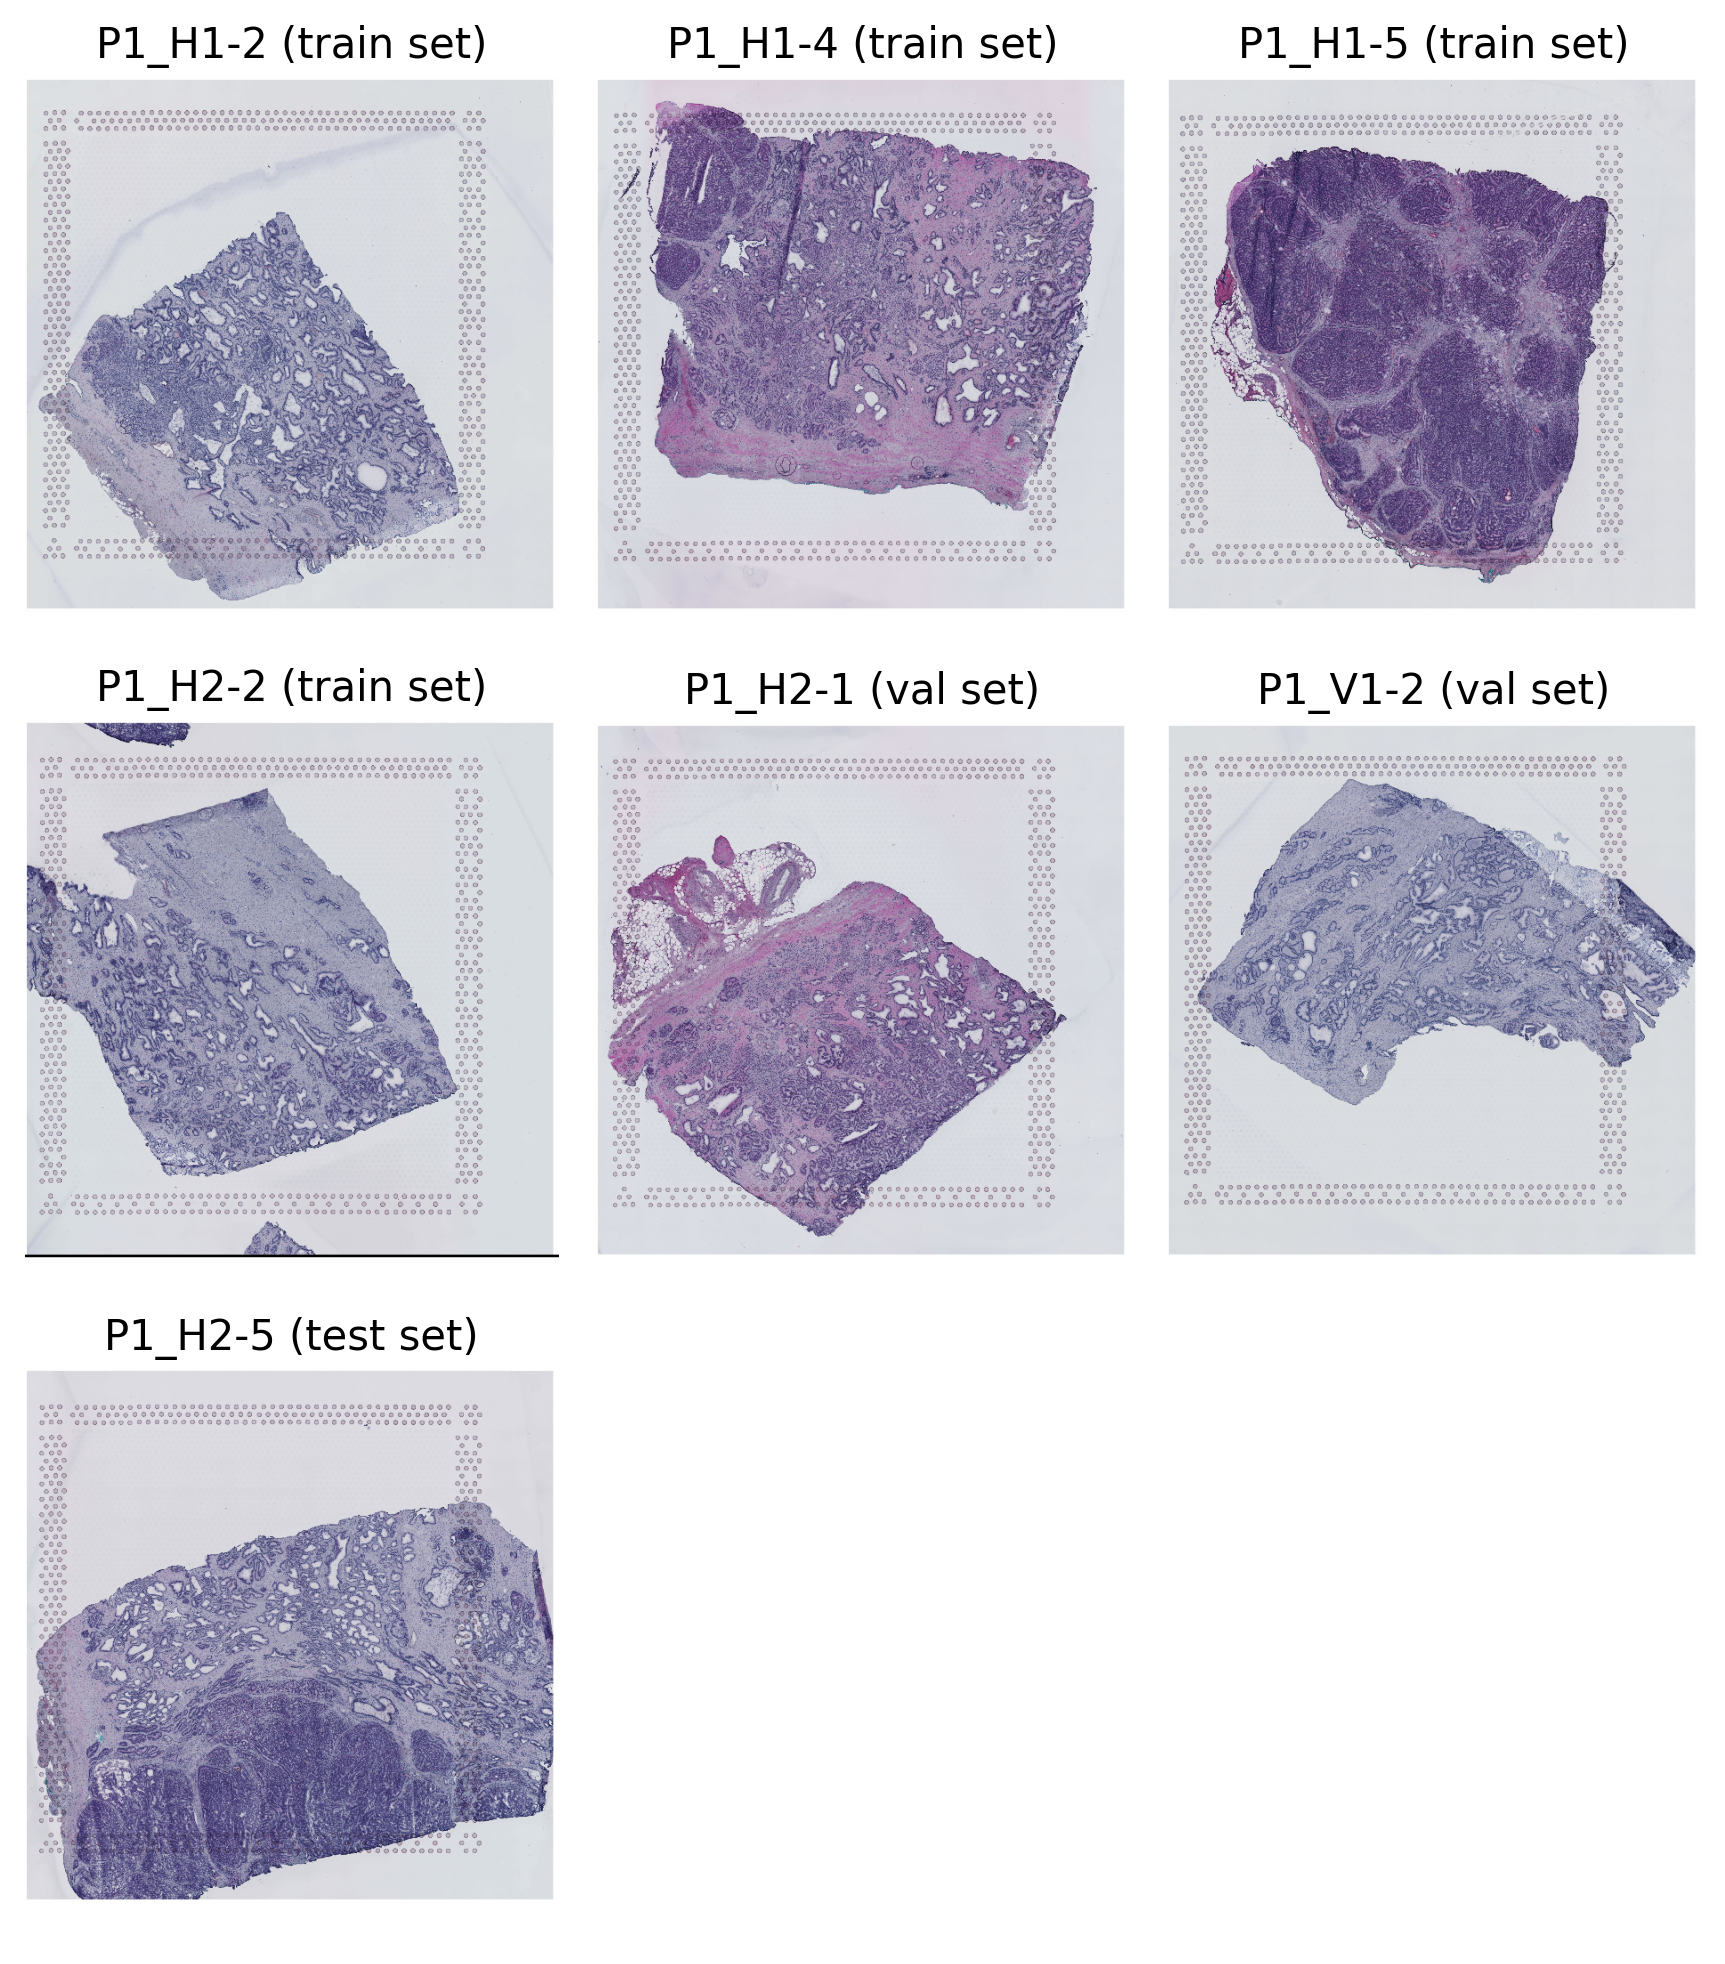 P1_H1-2 (train set)
P1_H1-4 (train set)
P1_H1-5 (train set)
P1_H2-2 (train set)
P1_H2-1 (val set)
P1_V1-2 (val set)
P1_H2-5 (test set)